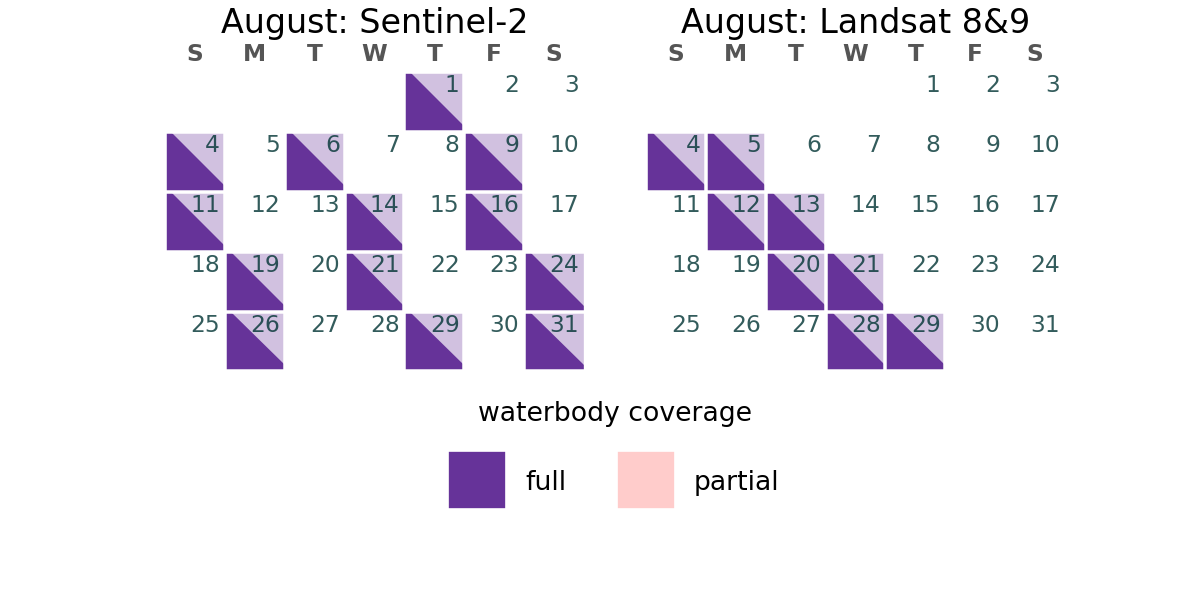 August: Sentinel-2
S M T W T F S
1 2 3
4 5 6 7 8 9 10
11 12 13 14 15 16 17
18 19 20 21 22 23 24
25 26 27 28 29 30 31
August: Landsat 8&9
S M T W T F S
1 2 3
4 5 6 7 8 9 10
11 12 13 14 15 16 17
18 19 20 21 22 23 24
25 26 27 28 29 30 31
waterbody coverage
full partial